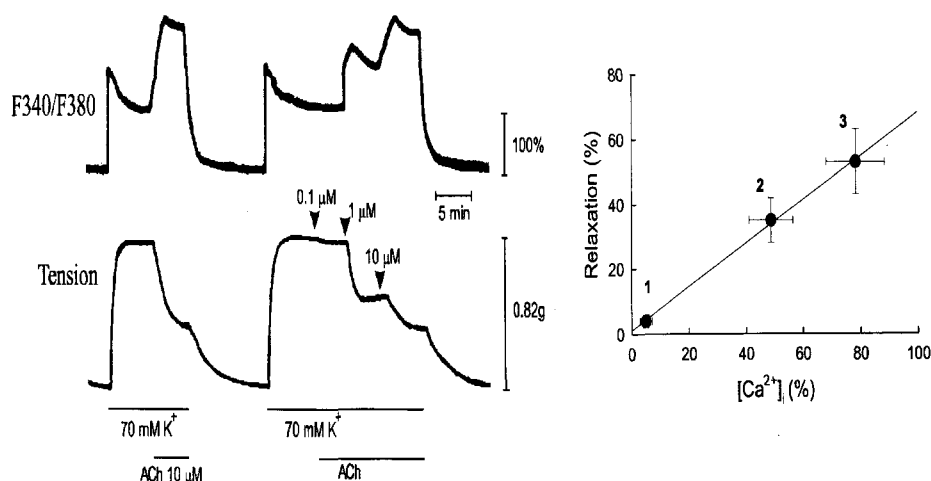 F340/F380
100%
5 min
0.1 µM
1 µM
10 µM
Tension
0.82g
70 mM K+
70 mM K+
ACh 10 µM
ACh
80
60
40
20
0
Relaxation (%)
1
2
3
0 20 40 60 80 100
[Ca2+]i (%)